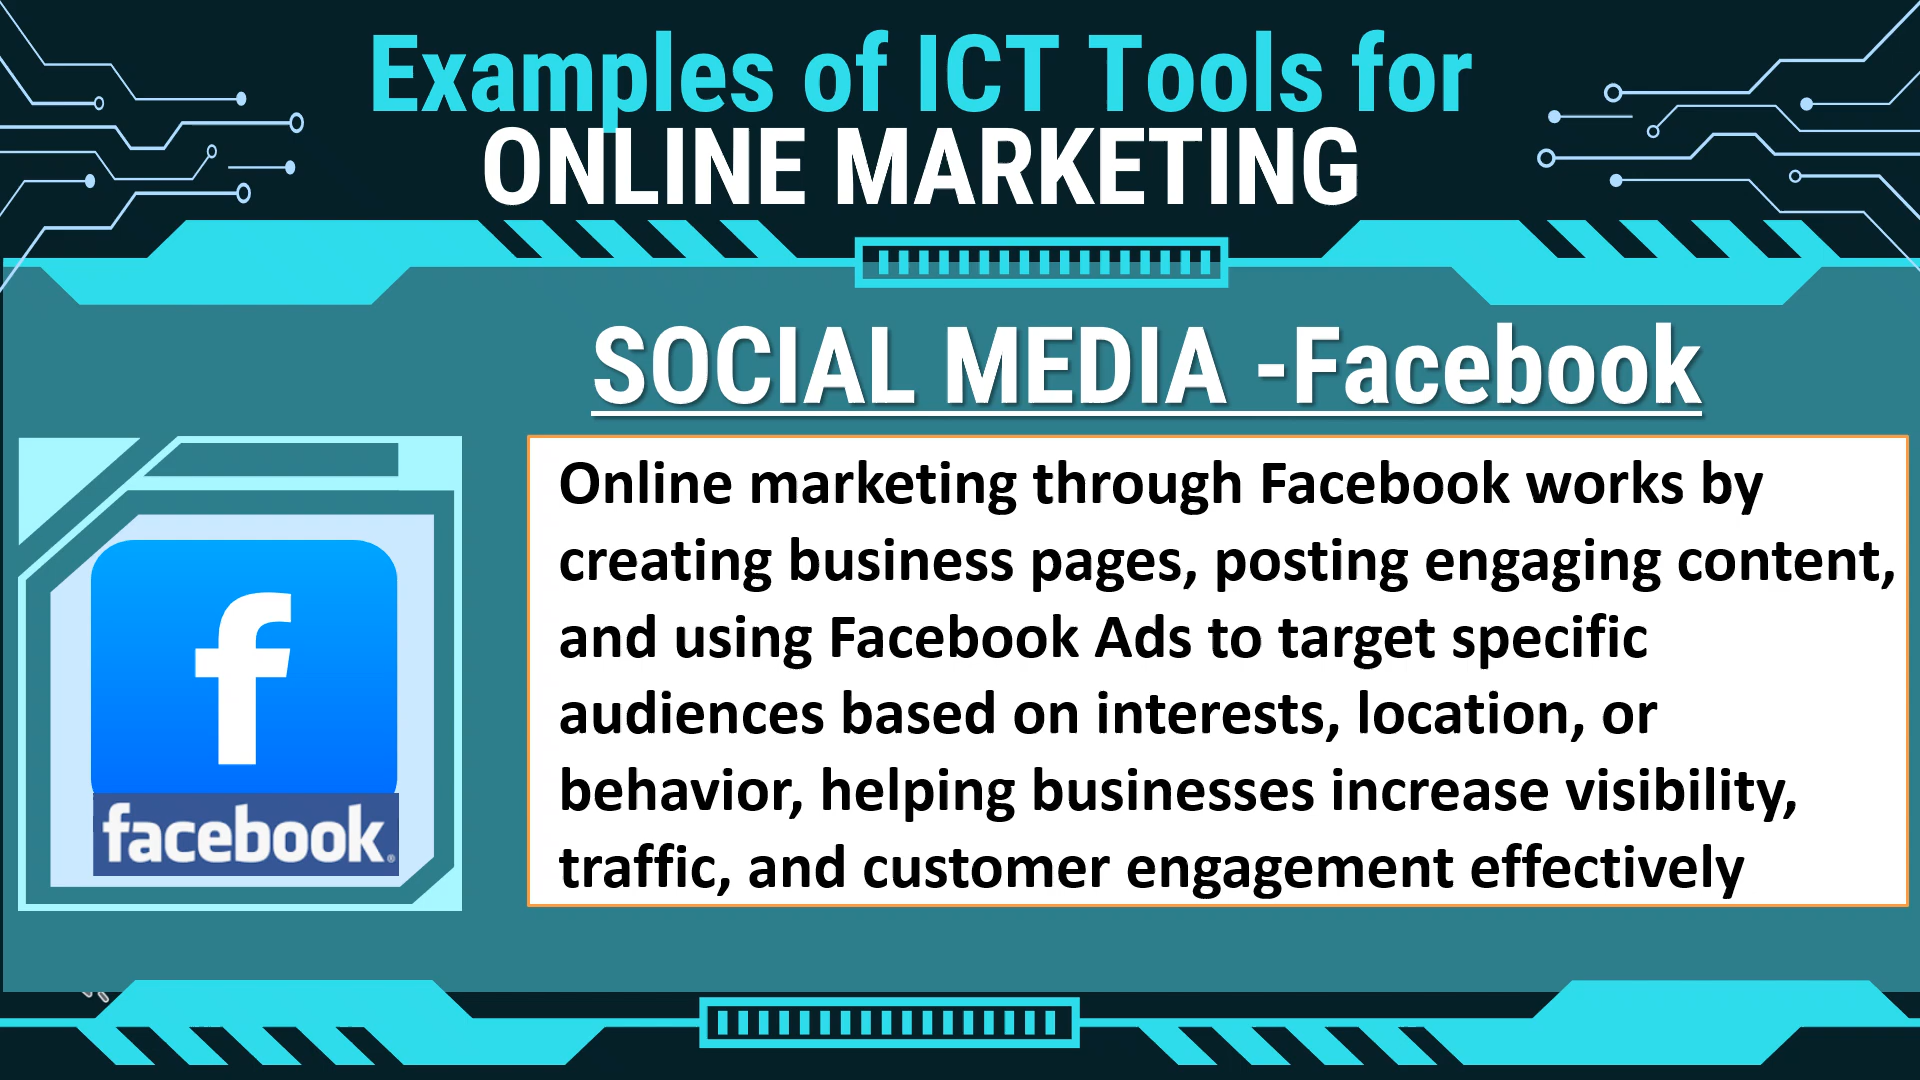 Examples of ICT Tools for
ONLINE MARKETING
SOCIAL MEDIA -Facebook
Online marketing through Facebook works by
creating business pages, posting engaging content,
and using Facebook Ads to target specific
audiences based on interests, location, or
behavior, helping businesses increase visibility,
traffic, and customer engagement effectively
f
facebook®